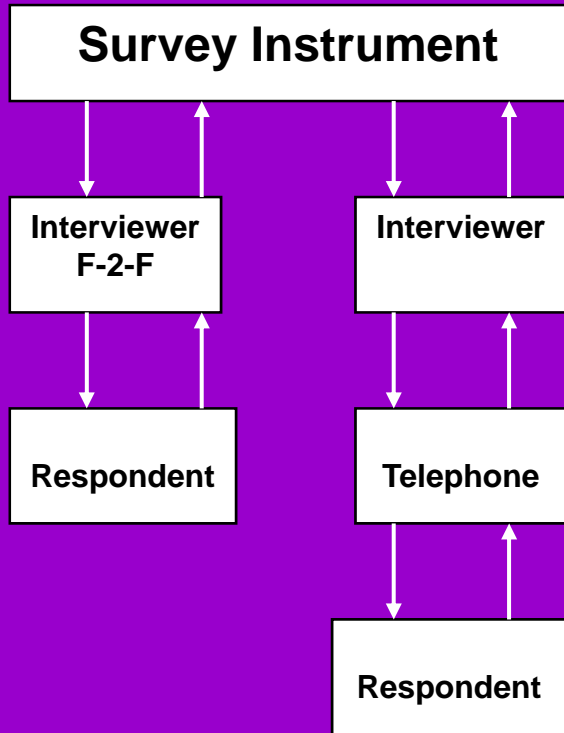 Survey Instrument
Interviewer
F-2-F
Interviewer
Respondent
Telephone
Respondent